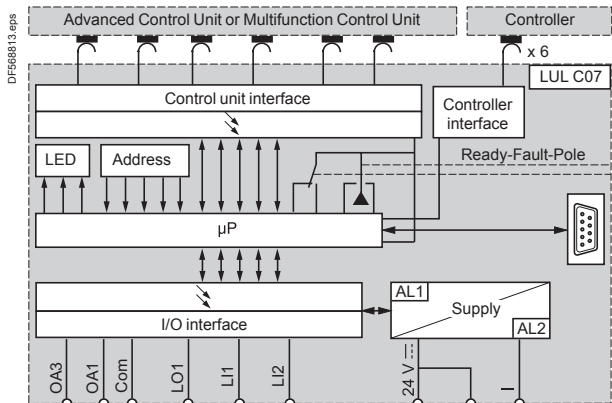 Advanced Control Unit or Multifunction Control Unit
Controller
DF568813.eps
x 6
LUL C07
Control unit interface
Controller
interface
LED
Address
Ready-Fault-Pole
µP
AL1
Supply
AL2
I/O interface
OA3
OA1
Com
LO1
LI1
LI2
24 V
I